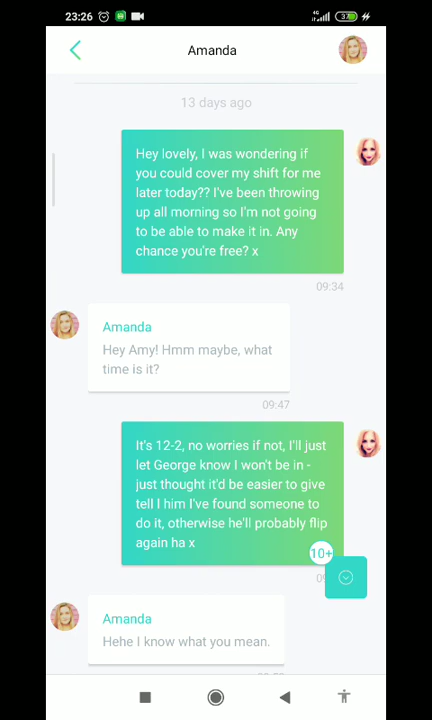 23:26
4G
37
Amanda
13 days ago
Hey lovely, I was wondering if
you could cover my shift for me
later today?? I've been throwing
up all morning so I'm not going
to be able to make it in. Any
chance you're free? x
09:34
Amanda
Hey Amy! Hmm maybe, what
time is it?
09:47
It's 12-2, no worries if not, I'll just
let George know I won't be in -
just thought it'd be easier to give
tell I him I've found someone to
do it, otherwise he'll probably flip
again ha x
10+
Amanda
Hehe I know what you mean.